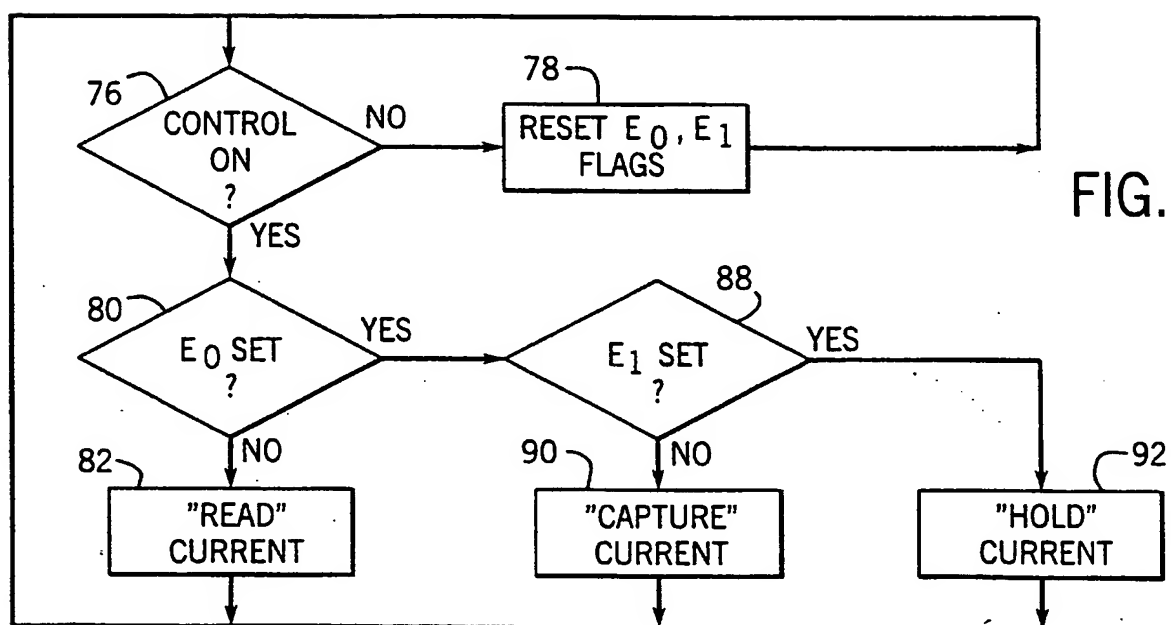 76
CONTROL
ON
?
NO
78
RESET E0, E1
FLAGS
FIG.
YES
80
E0 SET
?
YES
88
E1 SET
?
YES
NO
82
"READ"
CURRENT
NO
90
"CAPTURE"
CURRENT
92
"HOLD"
CURRENT